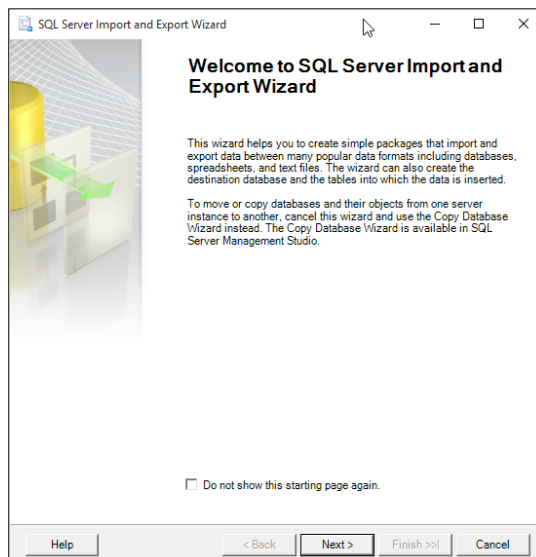 SQL Server Import and Export Wizard
Welcome to SQL Server Import and
Export Wizard
This wizard helps you to create simple packages that import and
export data between many popular data formats including databases,
spreadsheets, and text files. The wizard can also create the
destination database and the tables into which the data is inserted.
To move or copy databases and their objects from one server
instance to another, cancel this wizard and use the Copy Database
Wizard instead. The Copy Database Wizard is available in SQL
Server Management Studio.
Do not show this starting page again.
Help < Back Next > Finish >>| Cancel